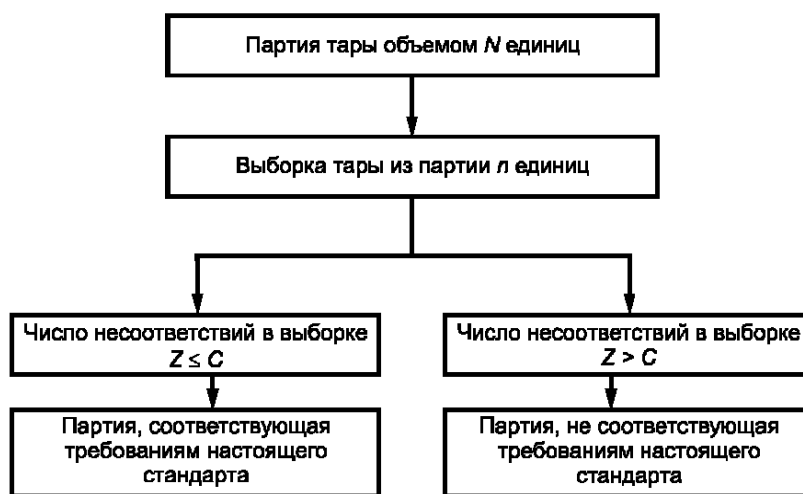 Партия тары объемом N единиц
Выборка тары из партии n единиц
Число несоответствий в выборке
Z ≤ C
Число несоответствий в выборке
Z > C
Партия, соответствующая
требованиям настоящего
стандарта
Партия, не соответствующая
требованиям настоящего
стандарта